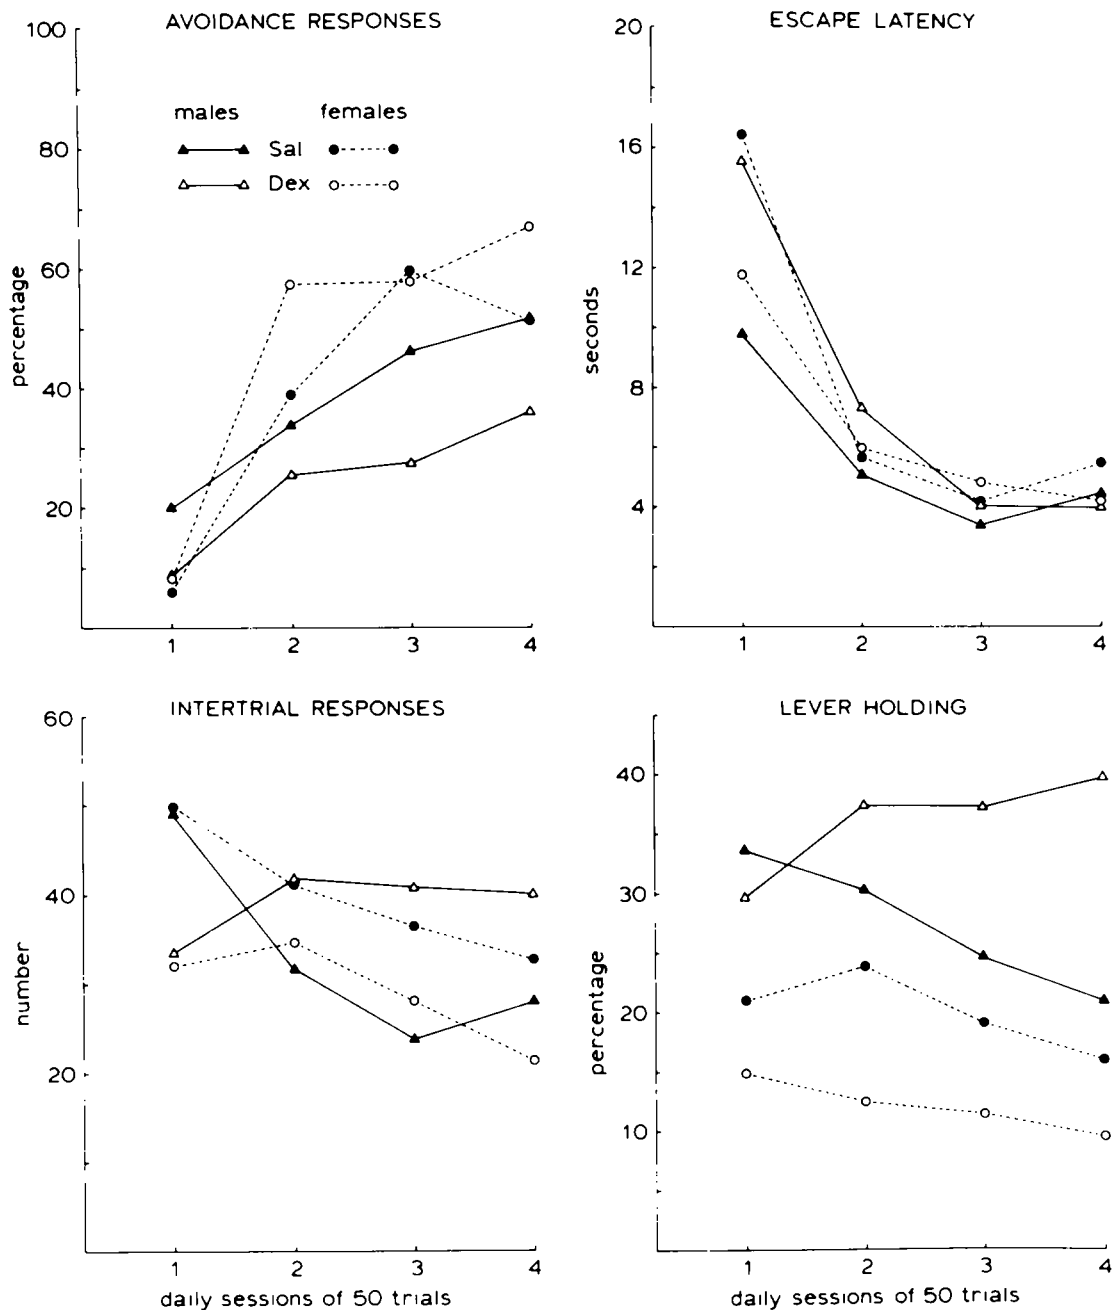 AVOIDANCE RESPONSES
100
80
60
40
20
percentage
males females
Sal
Dex
1 2 3 4
ESCAPE LATENCY
20
16
12
8
4
seconds
1 2 3 4
INTERTRIAL RESPONSES
60
40
20
number
1 2 3 4
daily sessions of 50 trials
LEVER HOLDING
40
30
20
10
percentage
1 2 3 4
daily sessions of 50 trials